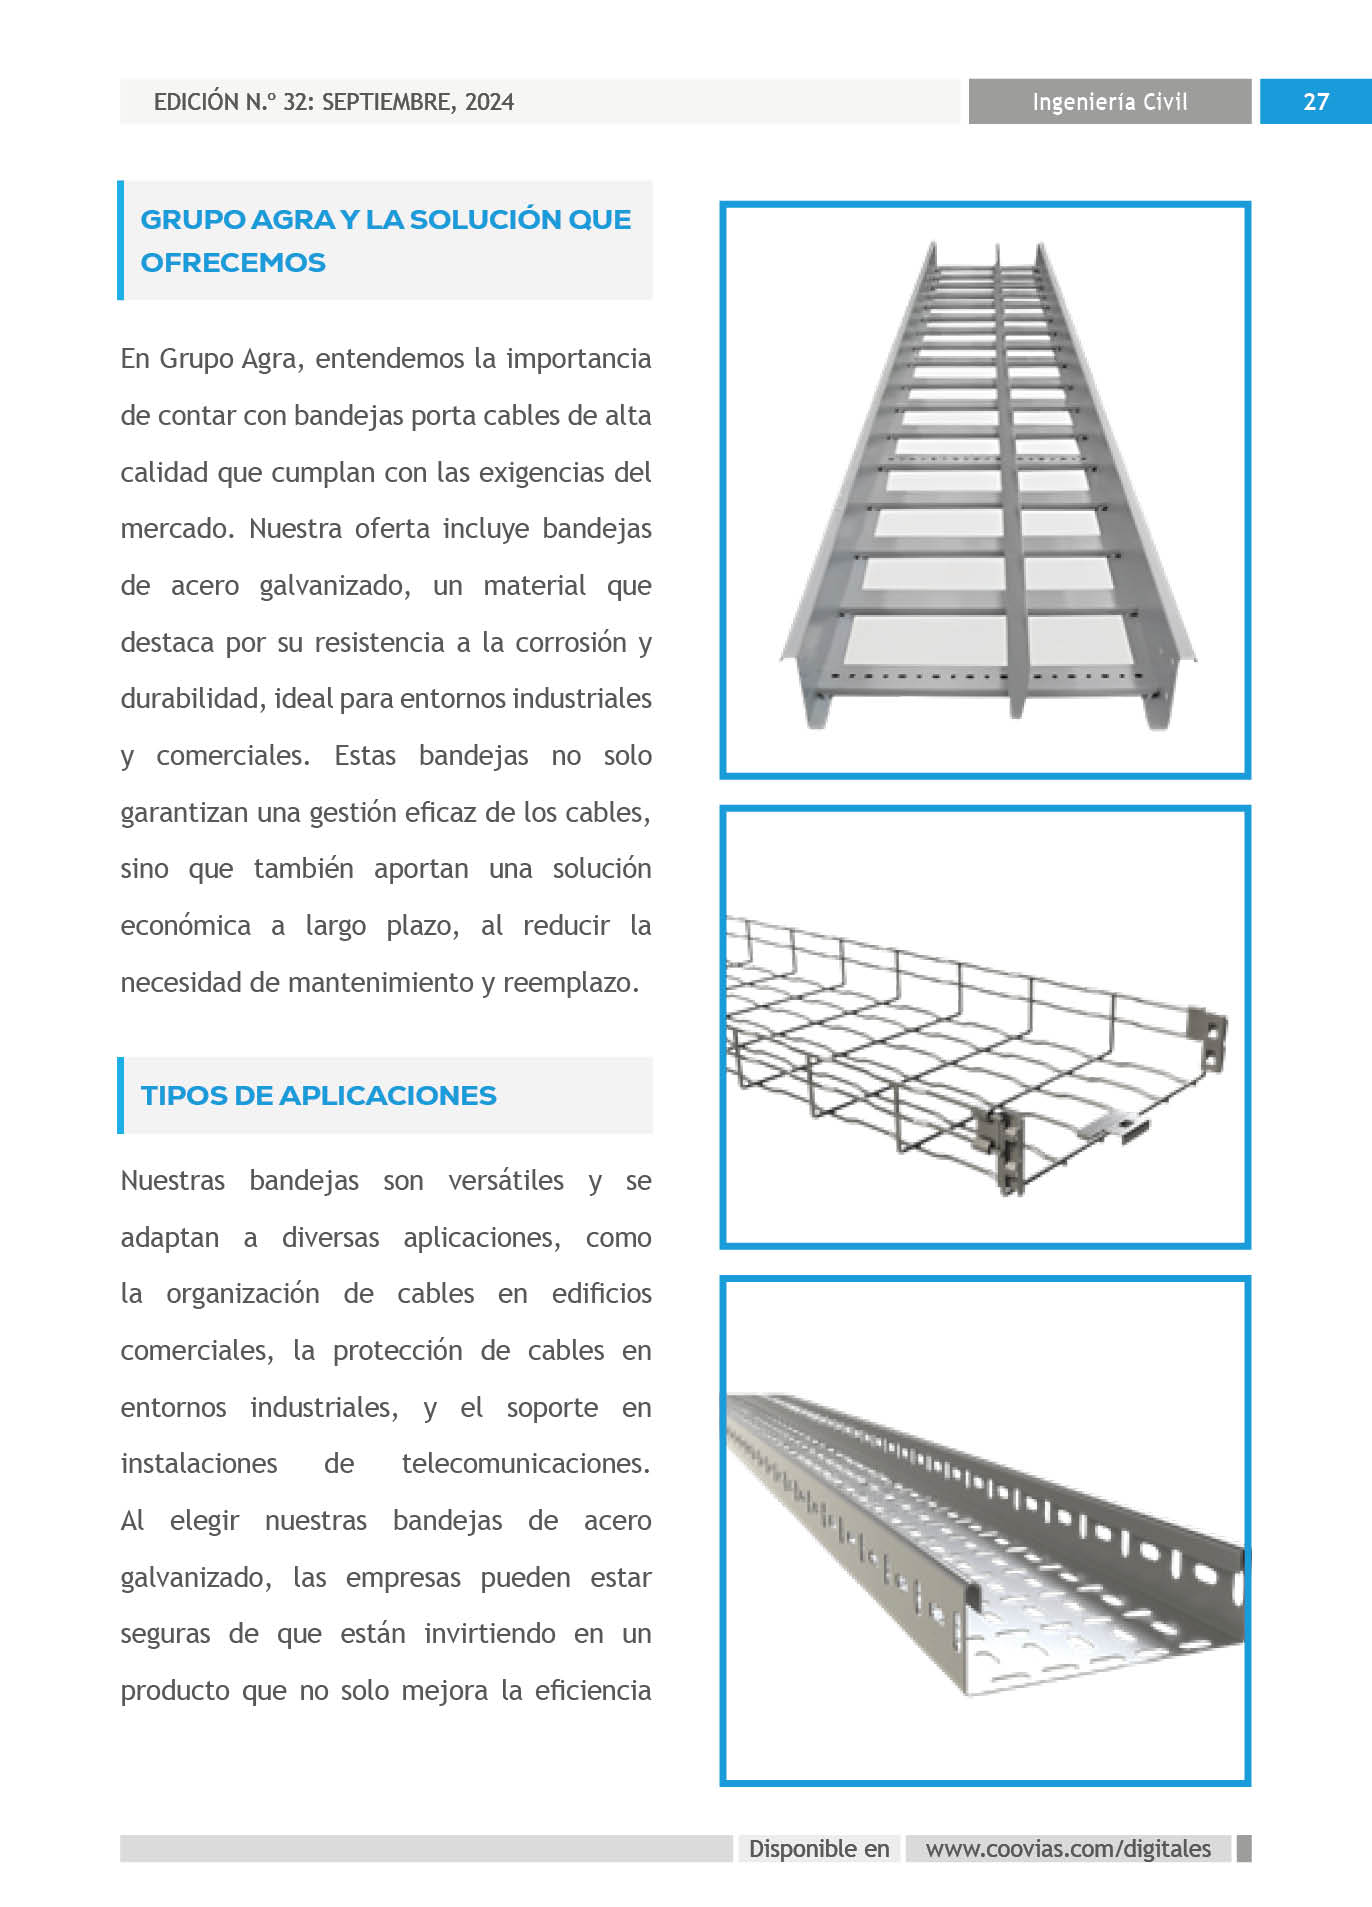 EDICIÓN N.º 32: SEPTIEMBRE, 2024
Ingeniería Civil
27
GRUPO AGRA Y LA SOLUCIÓN QUE
OFRECEMOS
En Grupo Agra, entendemos la importancia
de contar con bandejas porta cables de alta
calidad que cumplan con las exigencias del
mercado. Nuestra oferta incluye bandejas
de acero galvanizado, un material que
destaca por su resistencia a la corrosión y
durabilidad, ideal para entornos industriales
y comerciales. Estas bandejas no solo
garantizan una gestión eficaz de los cables,
sino que también aportan una solución
económica a largo plazo, al reducir la
necesidad de mantenimiento y reemplazo.
TIPOS DE APLICACIONES
Nuestras bandejas son versátiles y se
adaptan a diversas aplicaciones, como
la organización de cables en edificios
comerciales, la protección de cables en
entornos industriales, y el soporte en
instalaciones de telecomunicaciones.
Al elegir nuestras bandejas de acero
galvanizado, las empresas pueden estar
seguras de que están invirtiendo en un
producto que no solo mejora la eficiencia
Disponible en
www.coovias.com/digitales